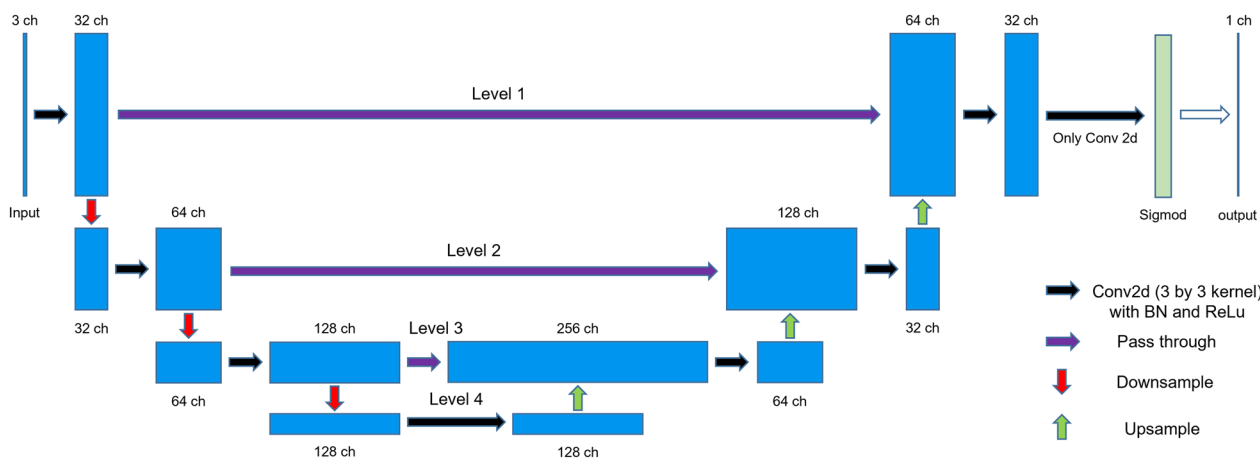 3 ch
32 ch
64 ch
32 ch
1 ch
Level 1
Only Conv 2d
Input
Sigmod
output
64 ch
128 ch
Level 2
32 ch
128 ch
Level 3
256 ch
32 ch
64 ch
Level 4
64 ch
128 ch
128 ch
Conv2d (3 by 3 kernel)
with BN and ReLu
Pass through
Downsample
Upsample